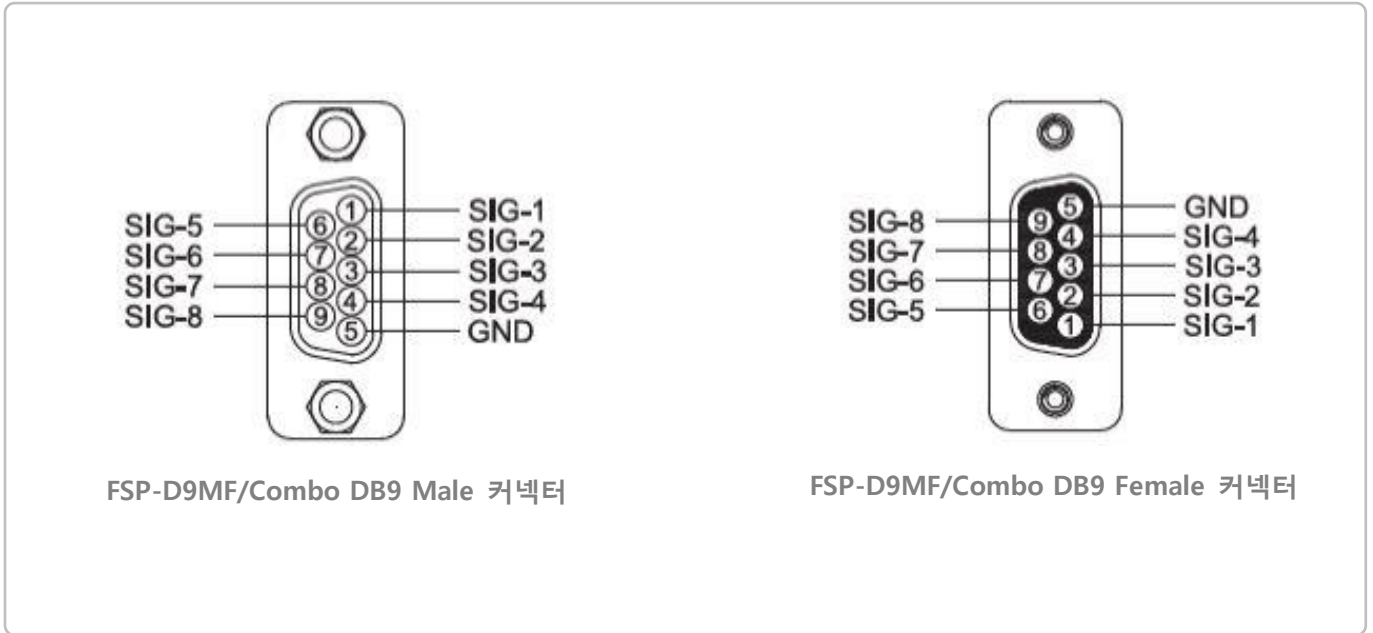 SIG-5
SIG-6
SIG-7
SIG-8
6
7
8
9
1
2
3
4
5
SIG-1
SIG-2
SIG-3
SIG-4
GND
FSP-D9MF/Combo DB9 Male 커넥터
SIG-8
SIG-7
SIG-6
SIG-5
9
8
7
6
5
4
3
2
1
GND
SIG-4
SIG-3
SIG-2
SIG-1
FSP-D9MF/Combo DB9 Female 커넥터